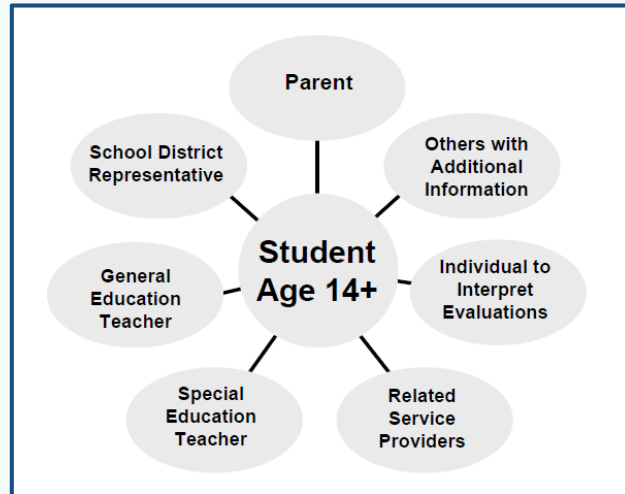 Parent
School District
Representative
Others with
Additional
Information
Student
Age 14+
General
Education
Teacher
Individual to
Interpret
Evaluations
Special
Education
Teacher
Related
Service
Providers